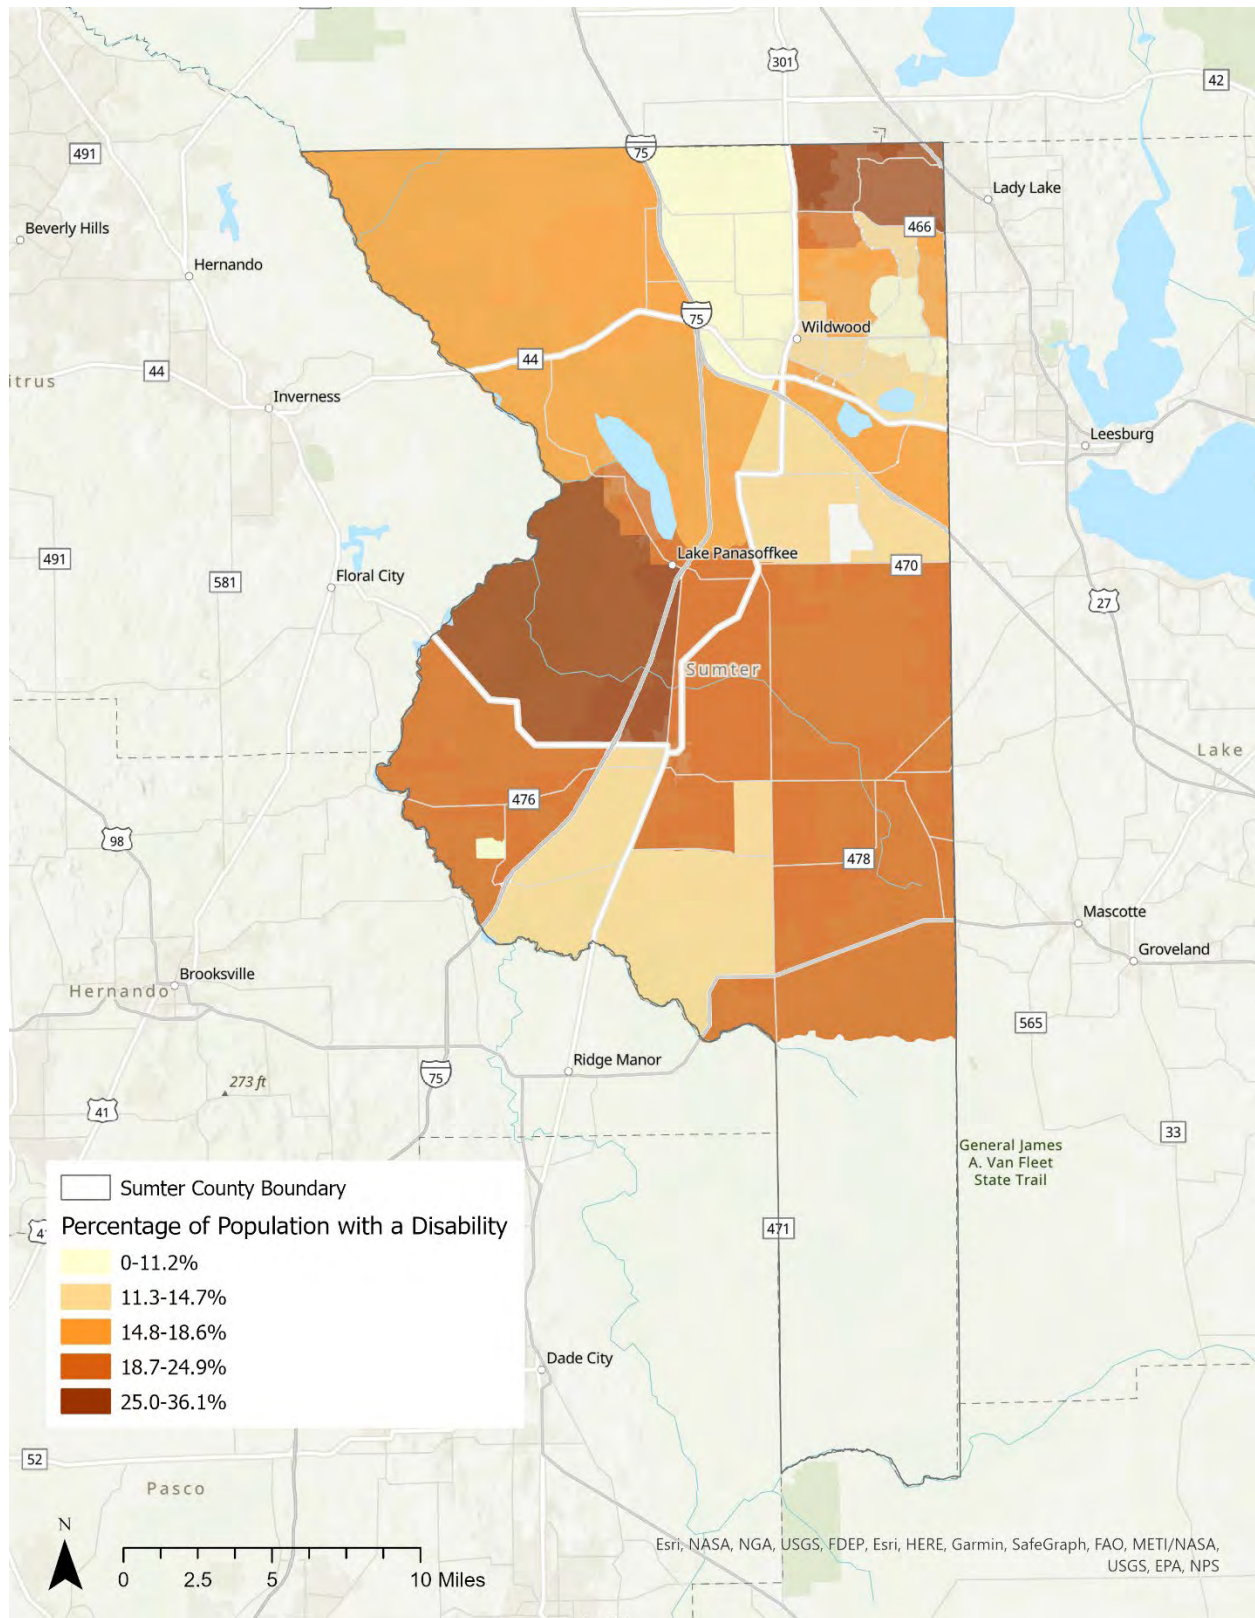 301
42
491
75
Lady Lake
Beverly Hills
466
Hernando
75
Wildwood
44
44
itrus
Inverness
Leesburg
491
Lake Panasoffkee
470
581
Floral City
27
Sumter
Lake
476
98
478
Mascotte
Groveland
Brooksville
Hernando
565
Ridge Manor
75
273 ft
41
33
General James
A. Van Fleet
State Trail
Sumter County Boundary
Percentage of Population with a Disability
471
0-11.2%
11.3-14.7%
14.8-18.6%
18.7-24.9%
25.0-36.1%
Dade City
52
Pasco
N
0 2.5 5 10 Miles
Esri, NASA, NGA, USGS, FDEP, Esri, HERE, Garmin, SafeGraph, FAO, METI/NASA,
USGS, EPA, NPS